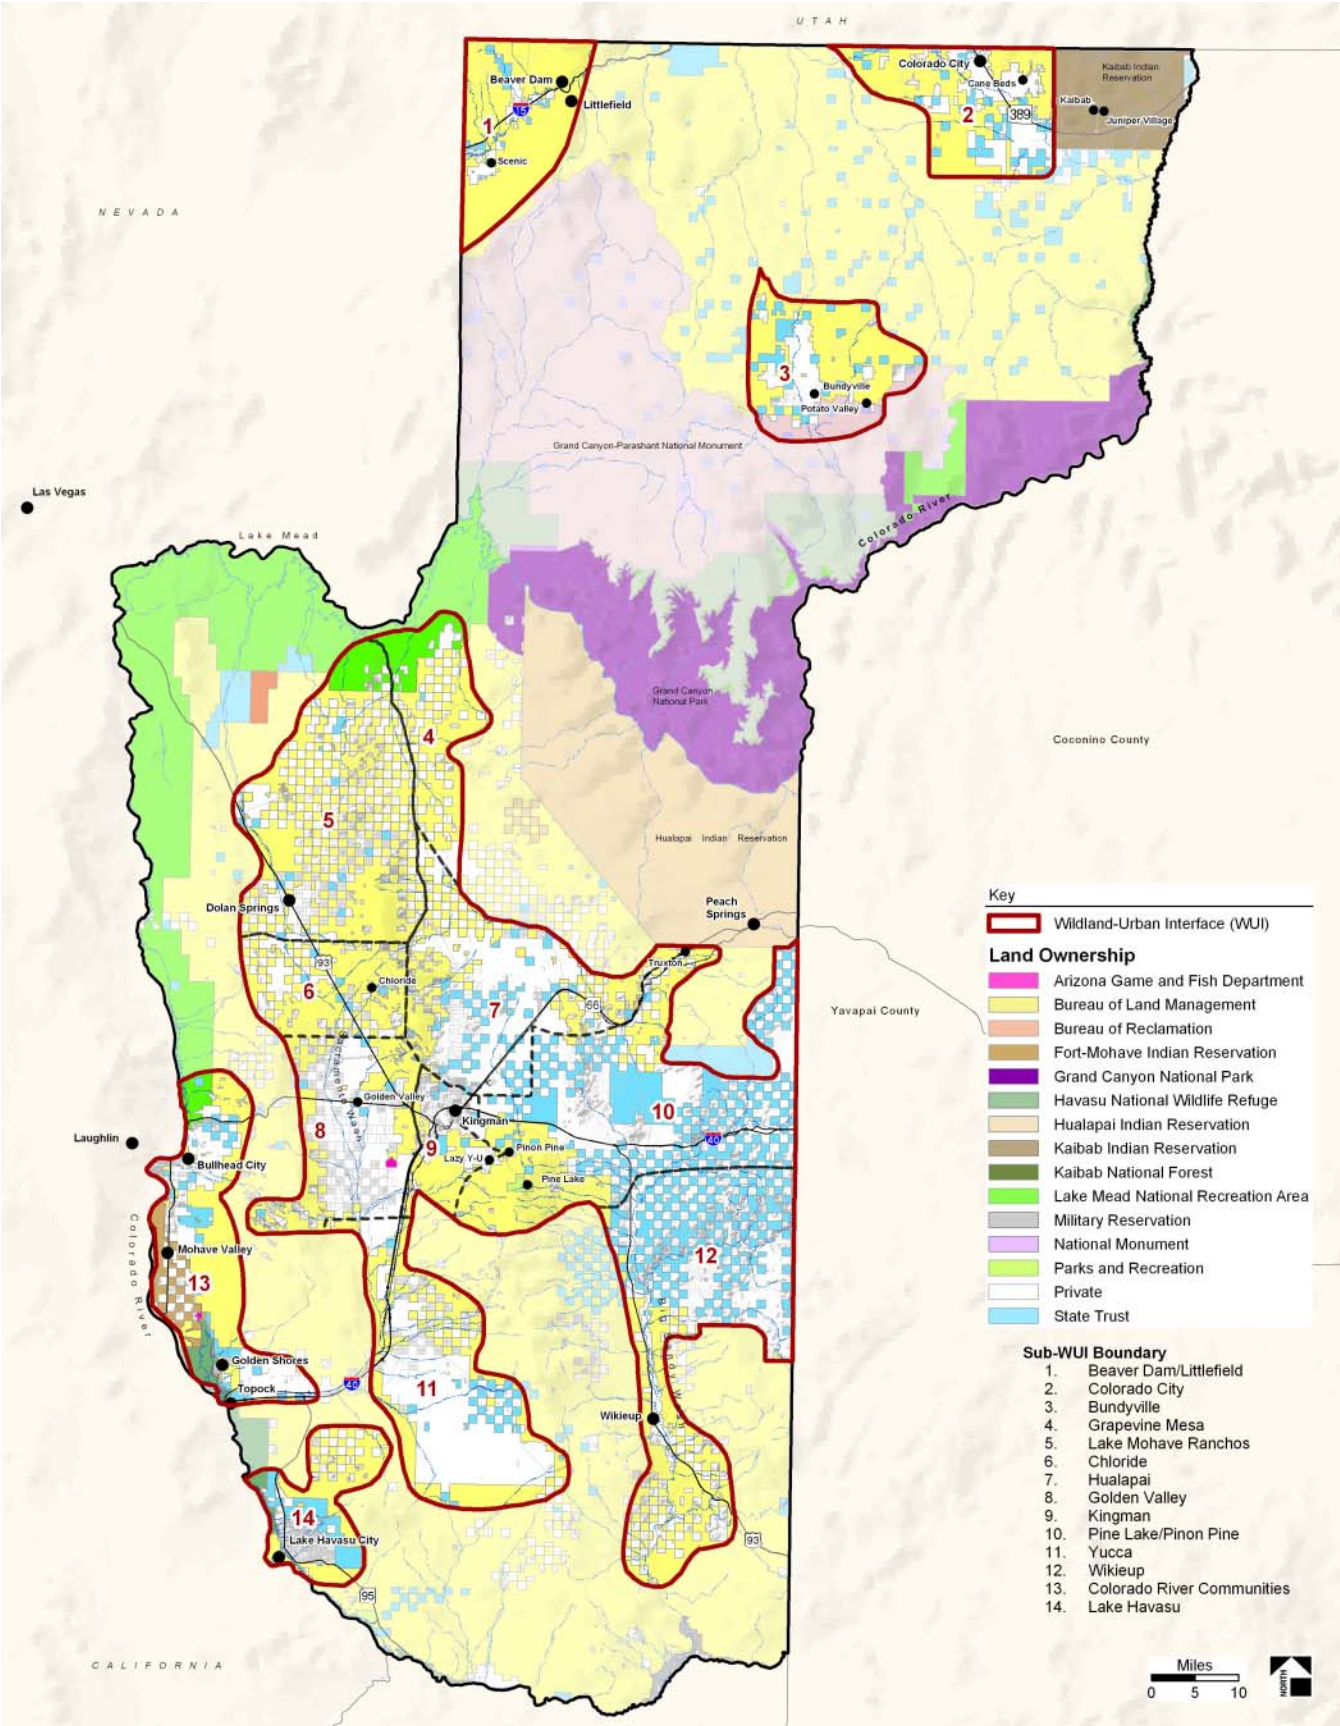 UTAH
Colorado City
Kaibab Indian
Reservation
Beaver Dam
Cane Beds
Littlefield
15
Kaibab
2
389
Juniper Village
1
Scenic
NEVADA
3
Bundyville
Potato Valley
Grand Canyon-Parashant National Monument
Las Vegas
Colorado River
Lake Mead
Grand Canyon
National Park
4
Coconino County
5
Hualapai Indian Reservation
Peach
Springs
Dolan Springs
93
Truxton
Chloride
6
66
7
Yavapai County
Sacramento Wash
Golden Valley
10
Kingman
8
40
Laughlin
9
Pinon Pine
Lazy Y-U
Bullhead City
Pine Lake
Colorado River
Mohave Valley
12
13
Big Sandy Wash
Golden Shores
Topock
40
11
Wikieup
14
Lake Havasu City
93
95
CALIFORNIA
Key
Wildland-Urban Interface (WUI)
Land Ownership
Arizona Game and Fish Department
Bureau of Land Management
Bureau of Reclamation
Fort-Mohave Indian Reservation
Grand Canyon National Park
Havasu National Wildlife Refuge
Hualapai Indian Reservation
Kaibab Indian Reservation
Kaibab National Forest
Lake Mead National Recreation Area
Military Reservation
National Monument
Parks and Recreation
Private
State Trust
Sub-WUI Boundary
1. Beaver Dam/Littlefield
2. Colorado City
3. Bundyville
4. Grapevine Mesa
5. Lake Mohave Ranchos
6. Chloride
7. Hualapai
8. Golden Valley
9. Kingman
10. Pine Lake/Pinon Pine
11. Yucca
12. Wikieup
13. Colorado River Communities
14. Lake Havasu
Miles
0 5 10
NORTH